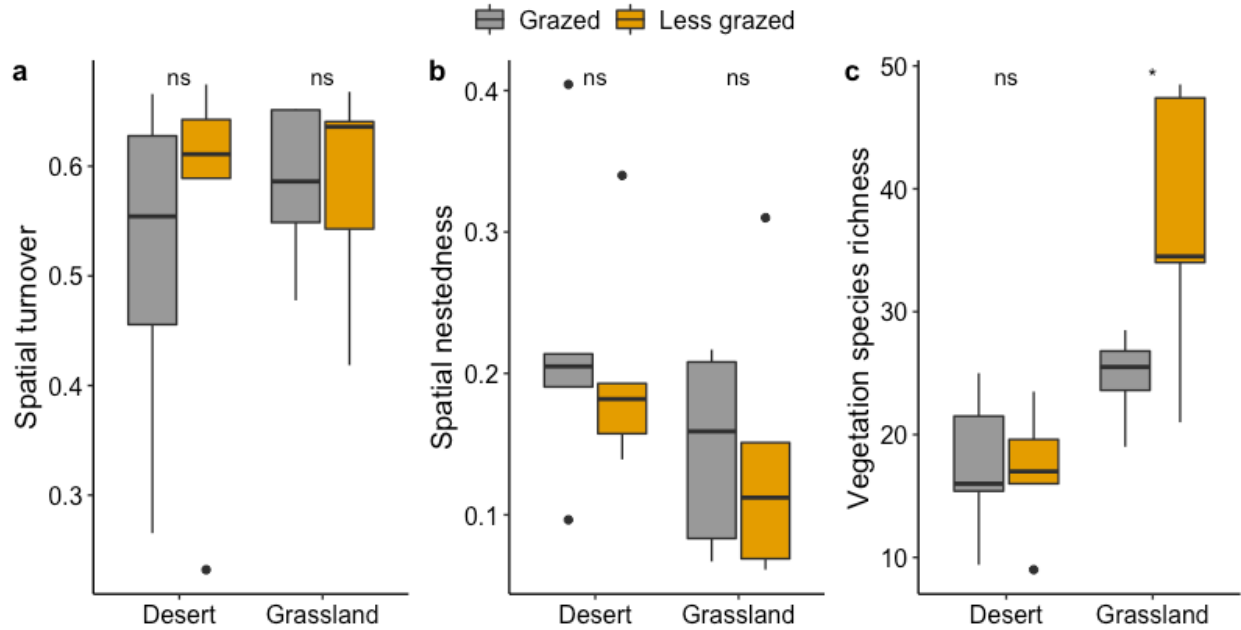 Grazed Less grazed
a
ns ns
Spatial turnover
0.6
0.5
0.4
0.3
Desert Grassland
b
ns ns
Spatial nestedness
0.4
0.3
0.2
0.1
Desert Grassland
c
ns *
Vegetation species richness
50
40
30
20
10
Desert Grassland